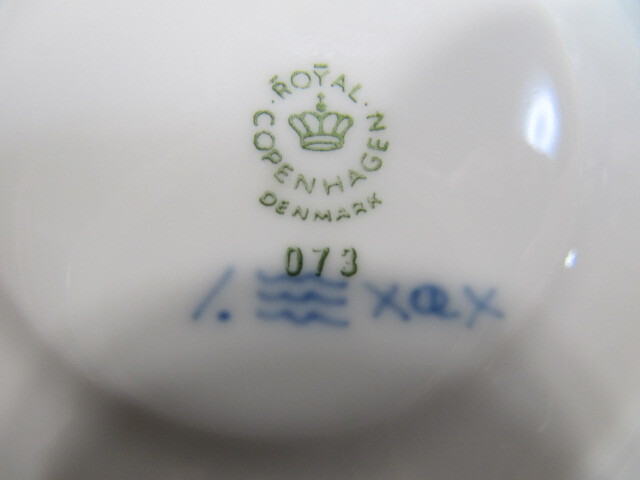 ROYAL
COPENHAGEN
DENMARK
073